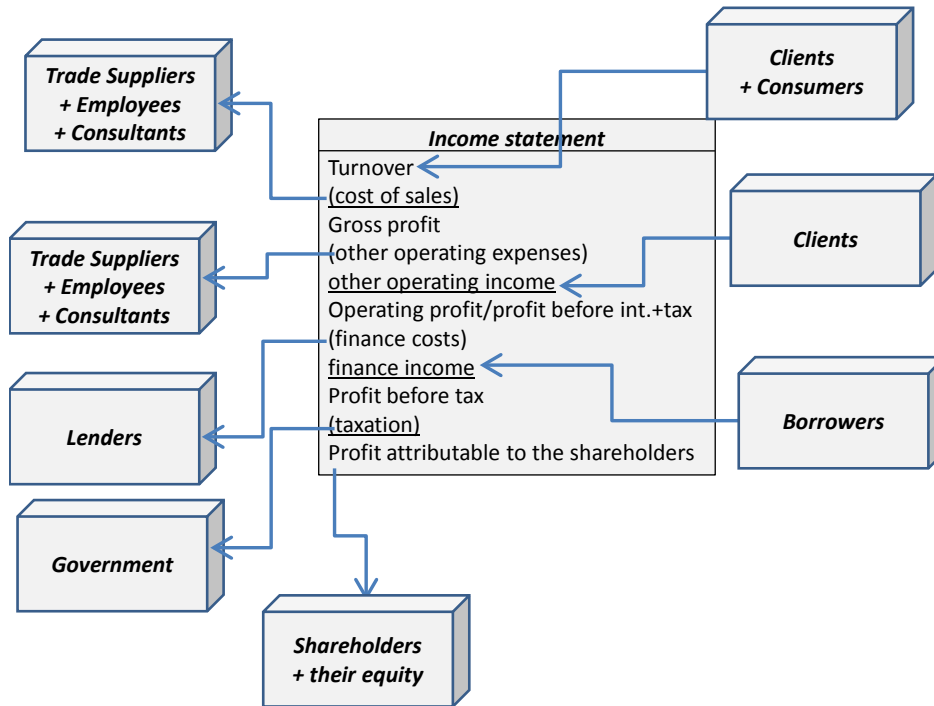 Trade Suppliers
+ Employees
+ Consultants
Clients
+ Consumers
Income statement
Turnover
(cost of sales)
Gross profit
(other operating expenses)
other operating income
Operating profit/profit before int.+tax
(finance costs)
finance income
Profit before tax
(taxation)
Profit attributable to the shareholders
Trade Suppliers
+ Employees
+ Consultants
Clients
Lenders
Borrowers
Government
Shareholders
+ their equity